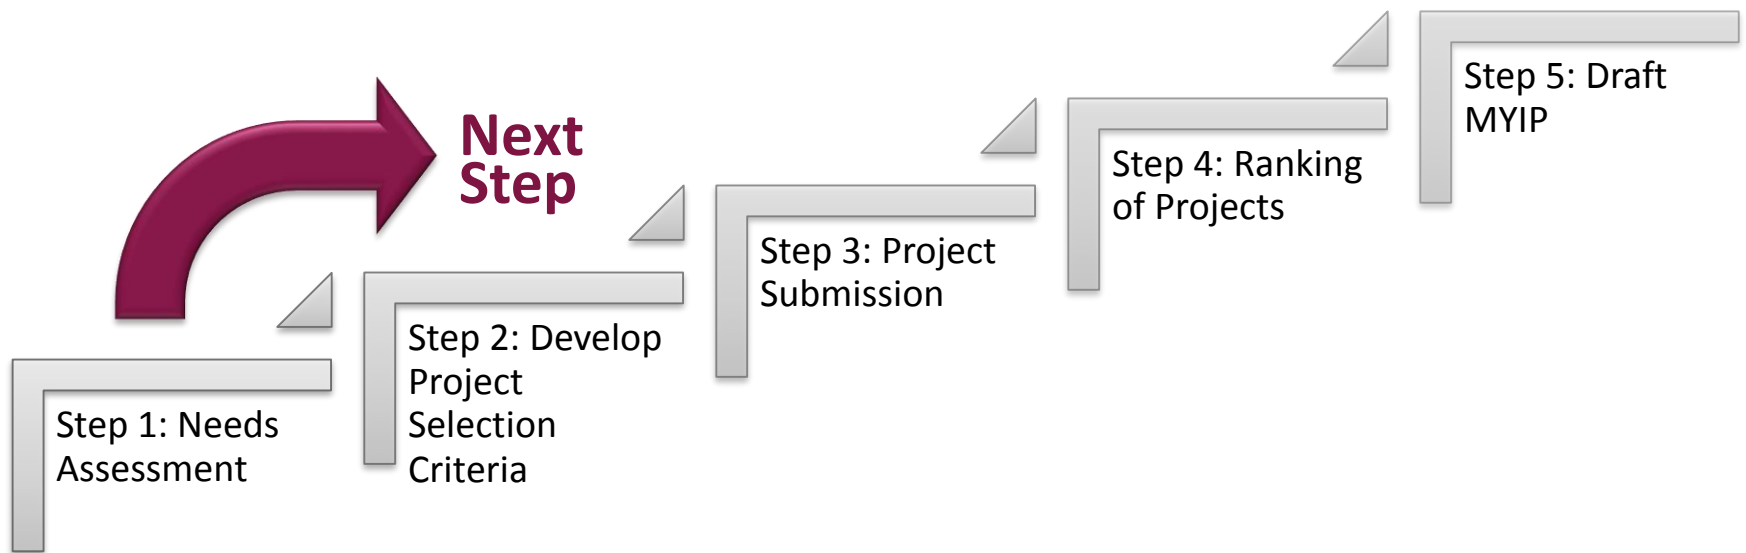 Next
Step
Step 1: Needs
Assessment
Step 2: Develop
Project
Selection
Criteria
Step 3: Project
Submission
Step 4: Ranking
of Projects
Step 5: Draft
MYIP